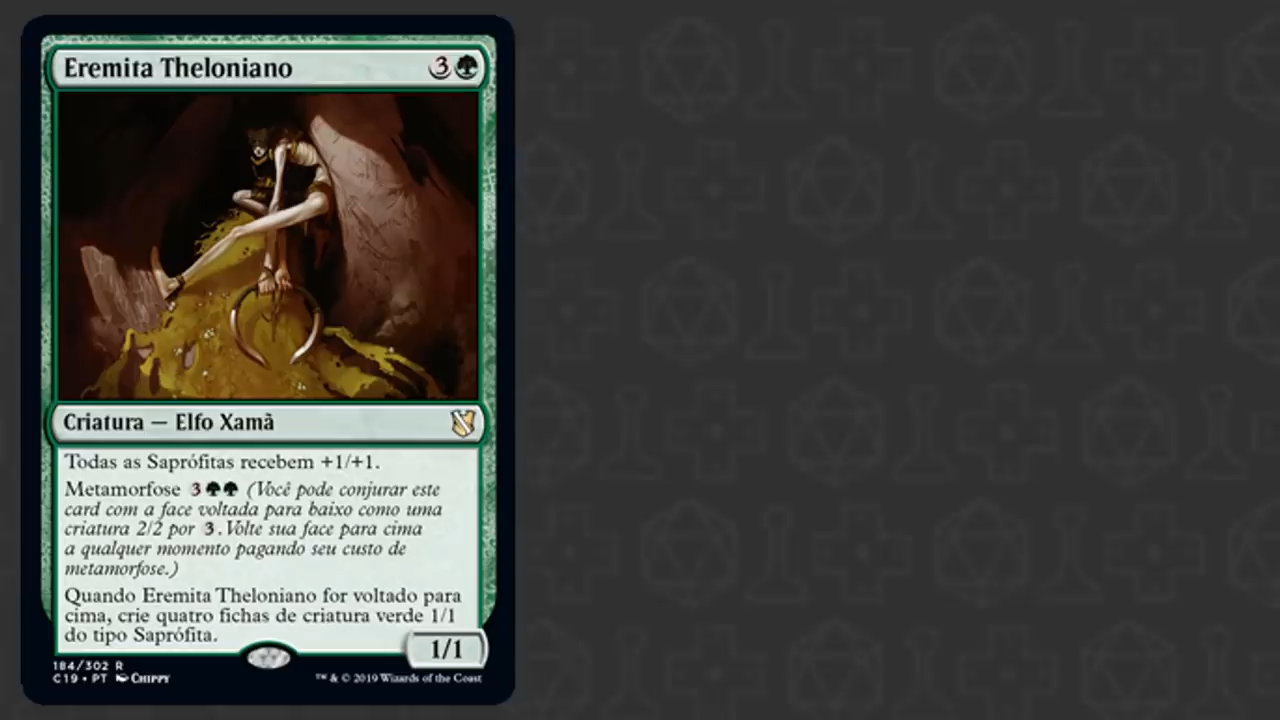 Eremita Theloniano
3
Criatura — Elfo Xamã
Todas as Saprófitas recebem +1/+1.
Metamorfose 3 (Você pode conjurar este
card com a face voltada para baixo como uma
criatura 2/2 por 3. Volte sua face para cima
a qualquer momento pagando seu custo de
metamorfose.)
Quando Eremita Theloniano for voltado para
cima, crie quatro fichas de criatura verde 1/1
do tipo Saprófita.
1/1
184/302 R
C19 • PT CHIPPY
™ & © 2019 Wizards of the Coast